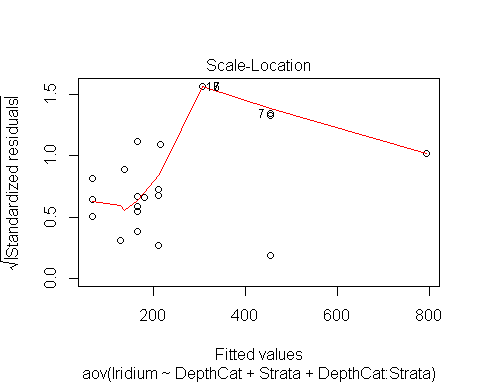 Scale-Location
√|Standardized residuals|
1.5
1.0
0.5
0.0
7
200
400
600
800
Fitted values
aov(Iridium ~ DepthCat + Strata + DepthCat:Strata)